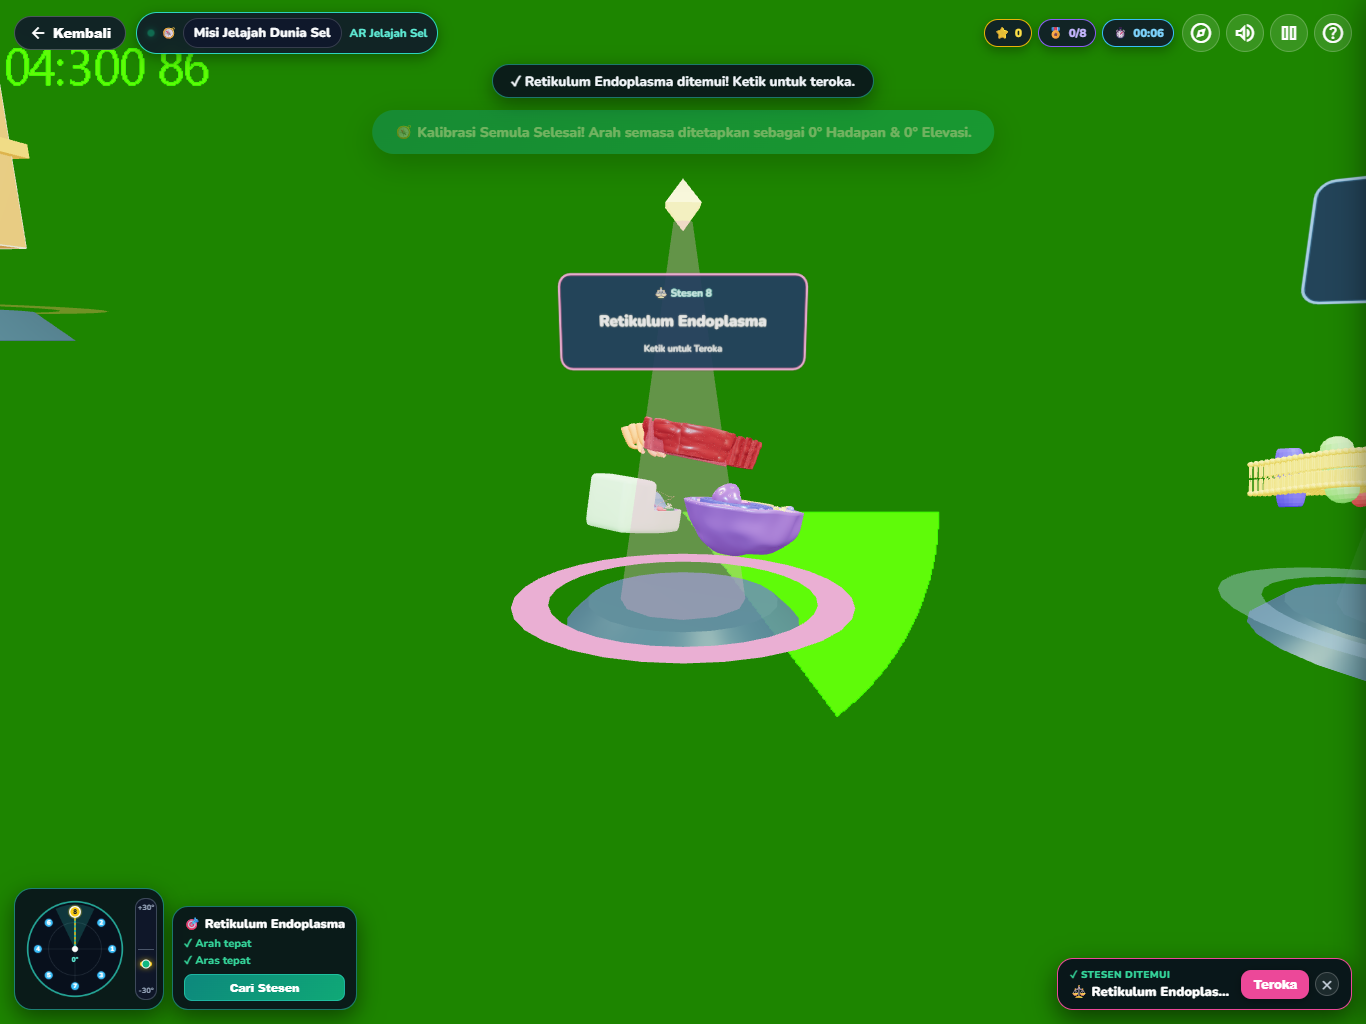 Kembali
Misi Jelajah Dunia Sel
AR Jelajah Sel
0
0/8
00:06
04:300 86
✓ Retikulum Endoplasma ditemui! Ketik untuk teroka.
Kalibrasi Semula Selesai! Arah semasa ditetapkan sebagai 0° Hadapan & 0° Elevasi.
Stesen 8
Retikulum Endoplasma
Ketik untuk Teroka
0°
+30°
-30°
Retikulum Endoplasma
✓ Arah tepat
✓ Aras tepat
Cari Stesen
✓ STESEN DITEMUI
Retikulum Endoplas...
Teroka